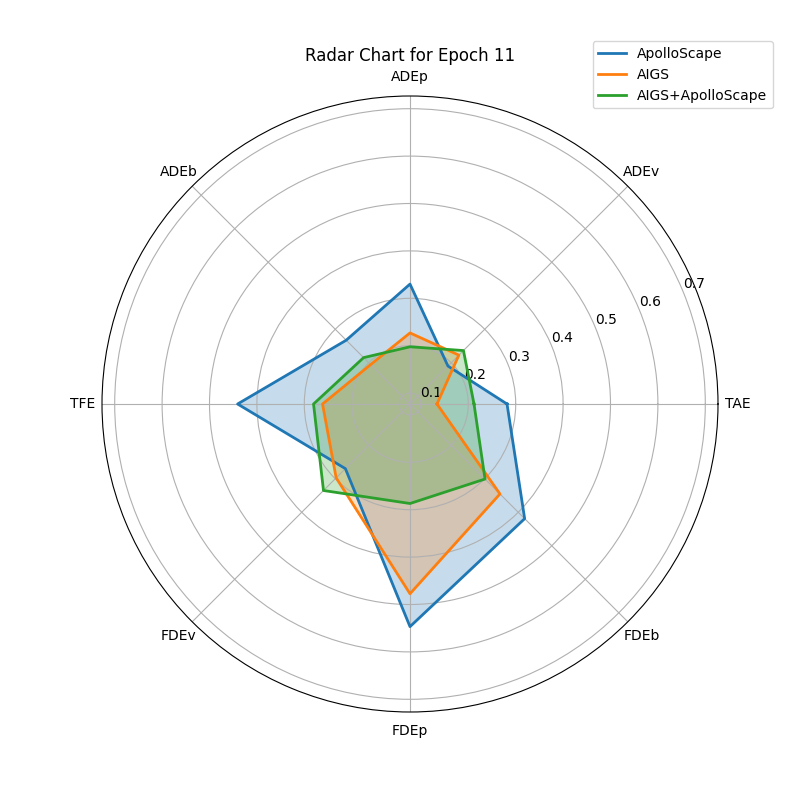 Radar Chart for Epoch 11
ApolloScape
AIGS
AIGS+ApolloScape
ADEp
ADEb
ADEv
0.7
0.6
0.5
0.4
0.3
0.2
0.1
TFE
TAE
FDEv
FDEb
FDEp